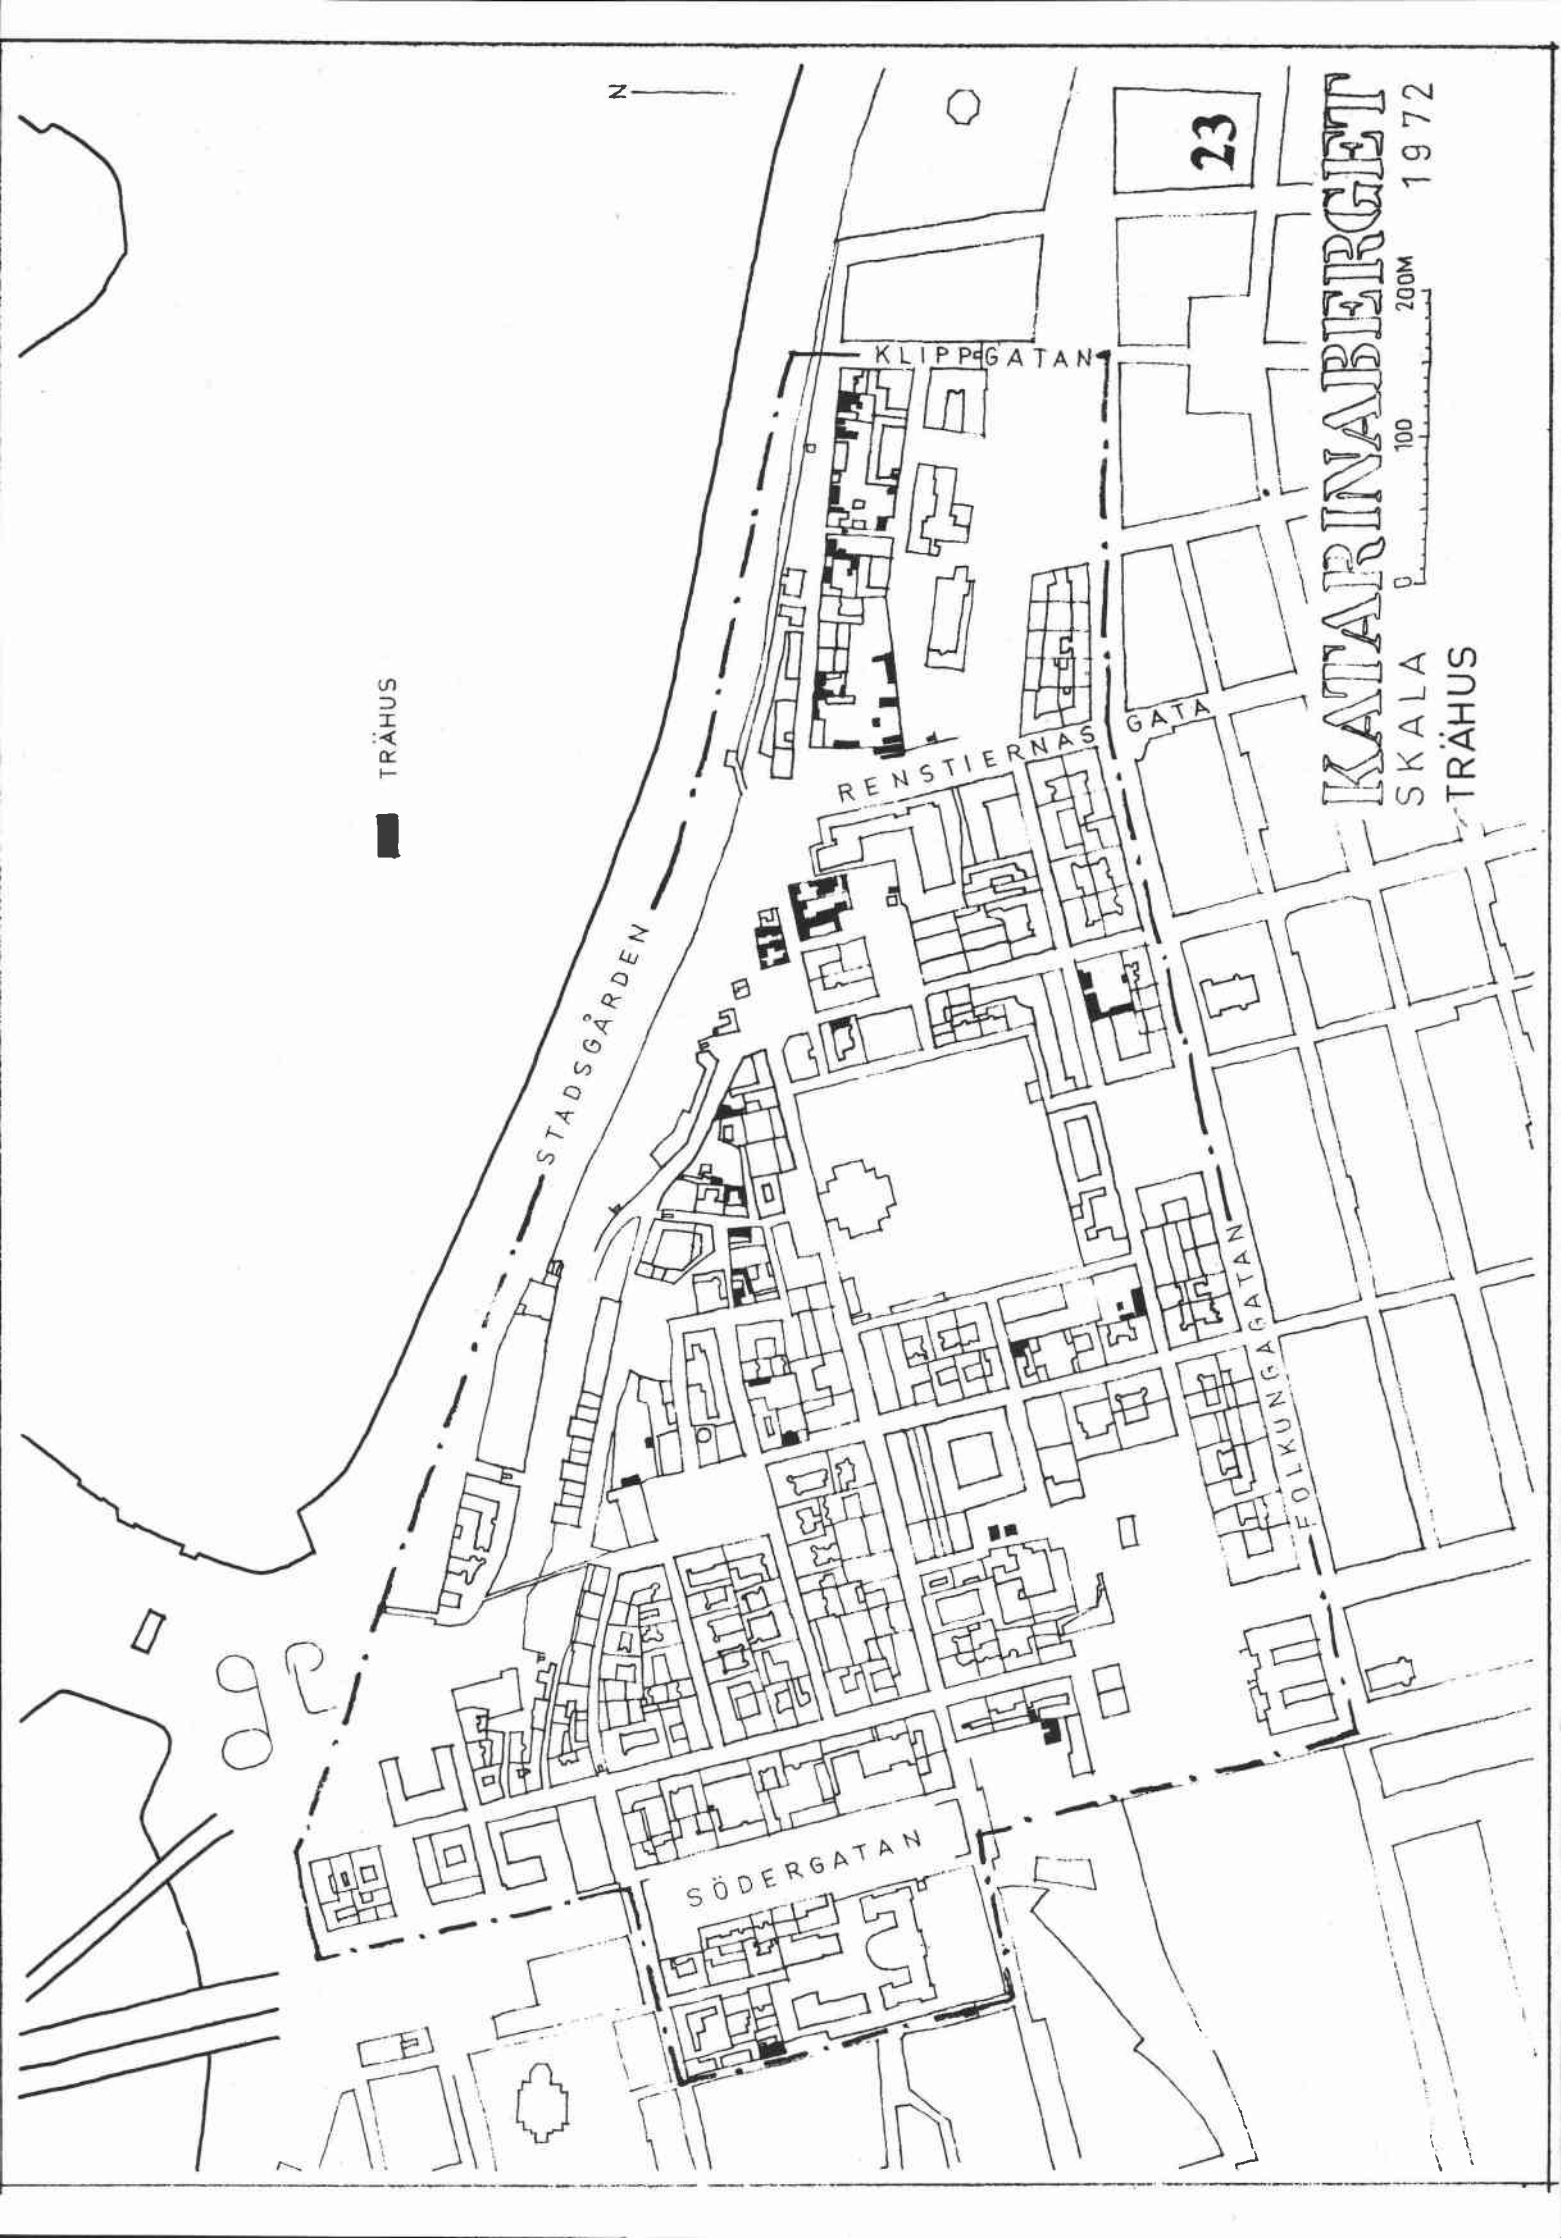 N
TRÄHUS
STADSGÅRDEN
KLIPPGATAN
RENSTIERNAS GATA
FOLKUNGAGATAN
SÖDERGATAN
23
KATARINABERGET
SKALA 0 100 200M 1972
TRÄHUS